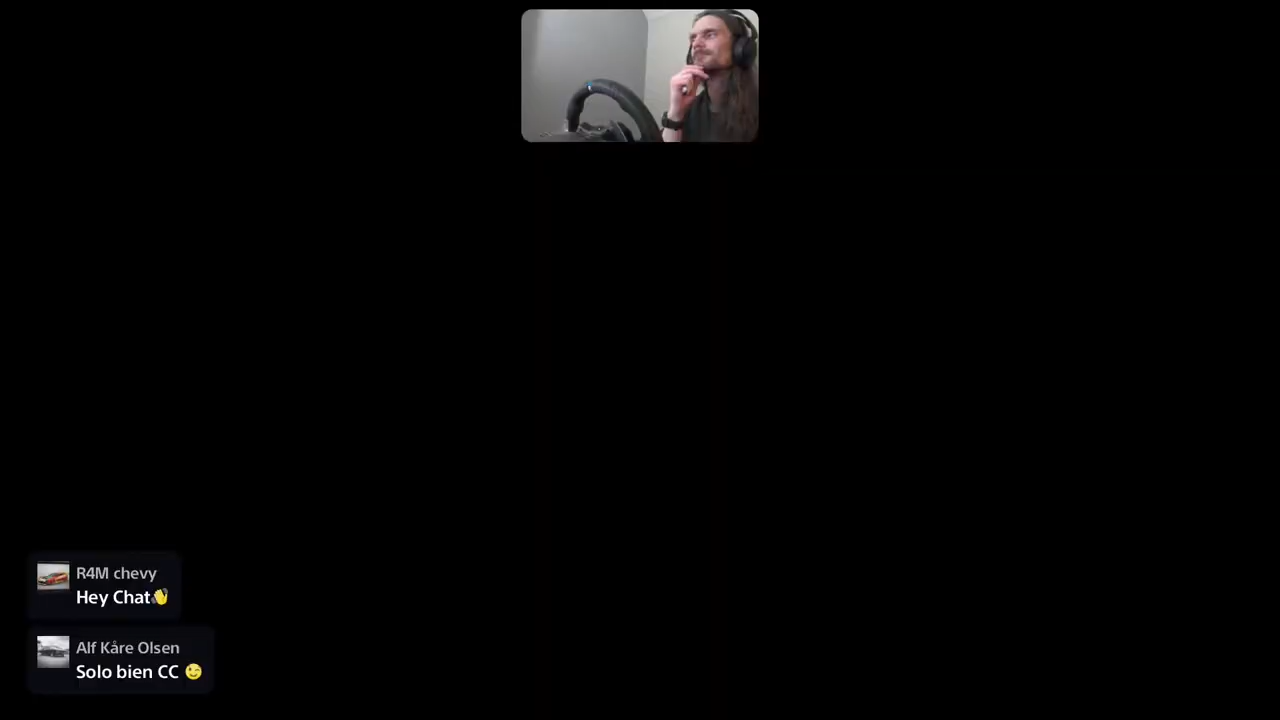 R4M chevy
Hey Chat👋
Alf Kåre Olsen
Solo bien CC 😉